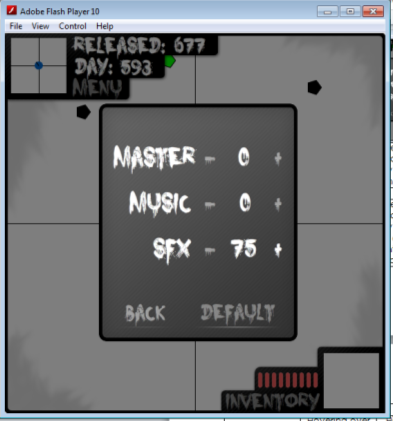 Adobe Flash Player 10
File View Control Help
RELEASED: 677
DAY: 593
MENU
MASTER - 0 +
MUSIC - 0 +
SFX - 75 +
BACK DEFAULT
INVENTORY